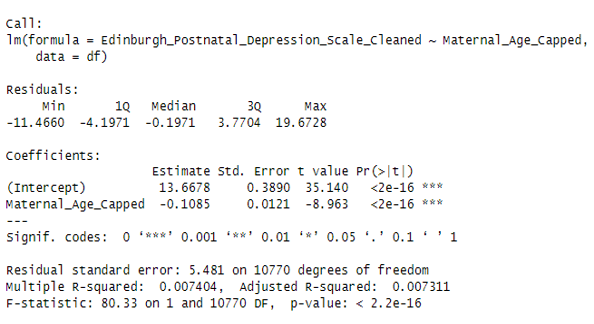 Call:
lm(formula = Edinburgh_Postnatal_Depression_Scale_Cleaned ~ Maternal_Age_Capped,
    data = df)

Residuals:
     Min       1Q   Median       3Q      Max
-11.4660  -4.1971  -0.1971   3.7704  19.6728

Coefficients:
                    Estimate Std. Error t value Pr(>|t|)
(Intercept)          13.6678     0.3890  35.140   <2e-16 ***
Maternal_Age_Capped  -0.1085     0.0121  -8.963   <2e-16 ***
---
Signif. codes:  0 ‘***’ 0.001 ‘**’ 0.01 ‘*’ 0.05 ‘.’ 0.1 ‘ ’ 1

Residual standard error: 5.481 on 10770 degrees of freedom
Multiple R-squared:  0.007404,  Adjusted R-squared:  0.007311
F-statistic: 80.33 on 1 and 10770 DF,  p-value: < 2.2e-16